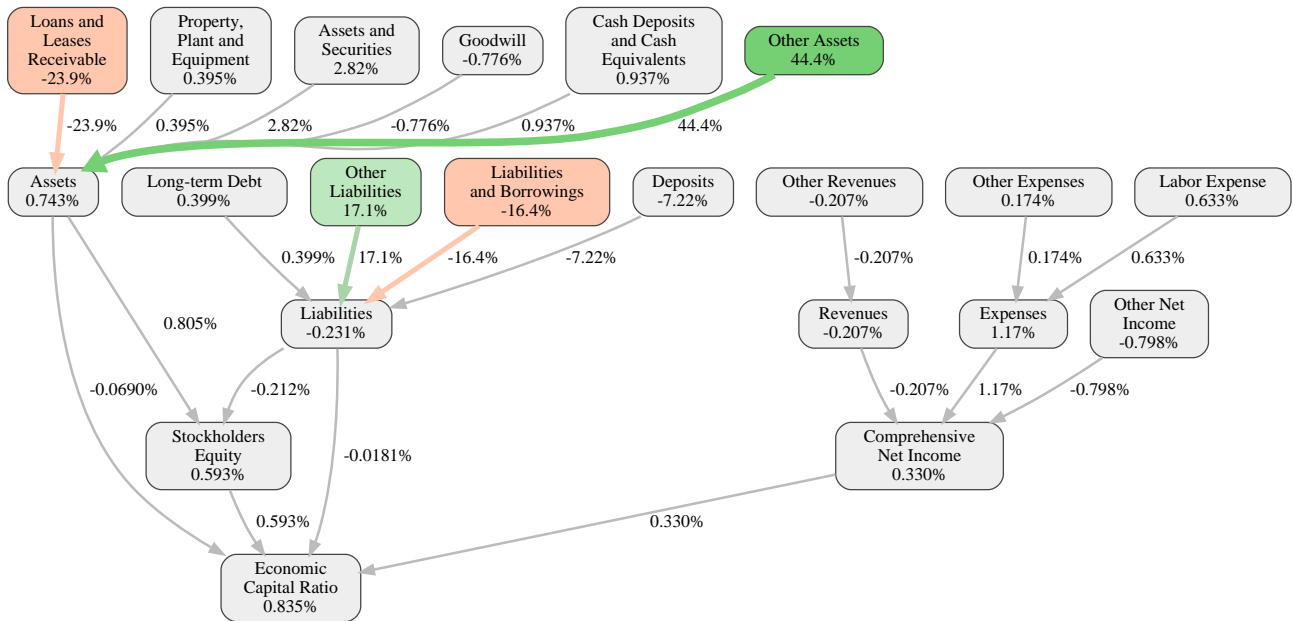 Loans and
Leases
Receivable
-23.9%
Property,
Plant and
Equipment
0.395%
Assets and
Securities
2.82%
Goodwill
-0.776%
Cash Deposits
and Cash
Equivalents
0.937%
Other Assets
44.4%
-23.9%
0.395%
2.82%
-0.776%
0.937%
44.4%
Assets
0.743%
Long-term Debt
0.399%
Other
Liabilities
17.1%
Liabilities
and Borrowings
-16.4%
Deposits
-7.22%
Other Revenues
-0.207%
Other Expenses
0.174%
Labor Expense
0.633%
0.399%
17.1%
-16.4%
-7.22%
-0.207%
0.174%
0.633%
Liabilities
-0.231%
Revenues
-0.207%
Expenses
1.17%
Other Net
Income
-0.798%
0.805%
-0.0690%
-0.212%
-0.207%
1.17%
-0.798%
Stockholders
Equity
0.593%
-0.0181%
Comprehensive
Net Income
0.330%
0.593%
0.330%
Economic
Capital Ratio
0.835%